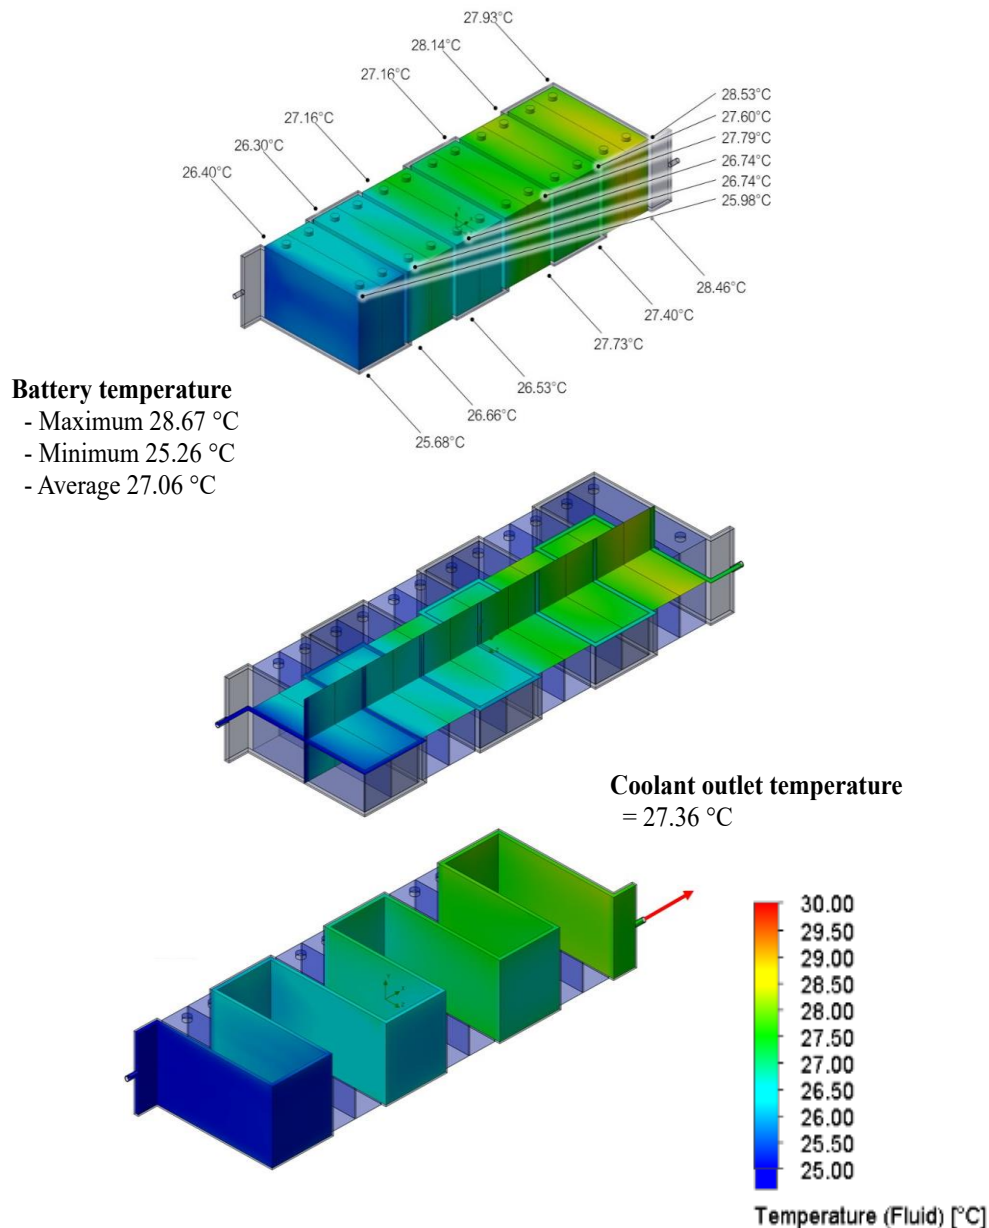 27.93°C
28.14°C
27.16°C
27.16°C
26.30°C
26.40°C
28.53°C
27.60°C
27.79°C
26.74°C
26.74°C
25.98°C
28.46°C
27.40°C
27.73°C
26.53°C
26.66°C
25.68°C
Battery temperature
- Maximum 28.67 °C
- Minimum 25.26 °C
- Average 27.06 °C
Coolant outlet temperature
= 27.36 °C
30.00
29.50
29.00
28.50
28.00
27.50
27.00
26.50
26.00
25.50
25.00
Temperature (Fluid) [°C]